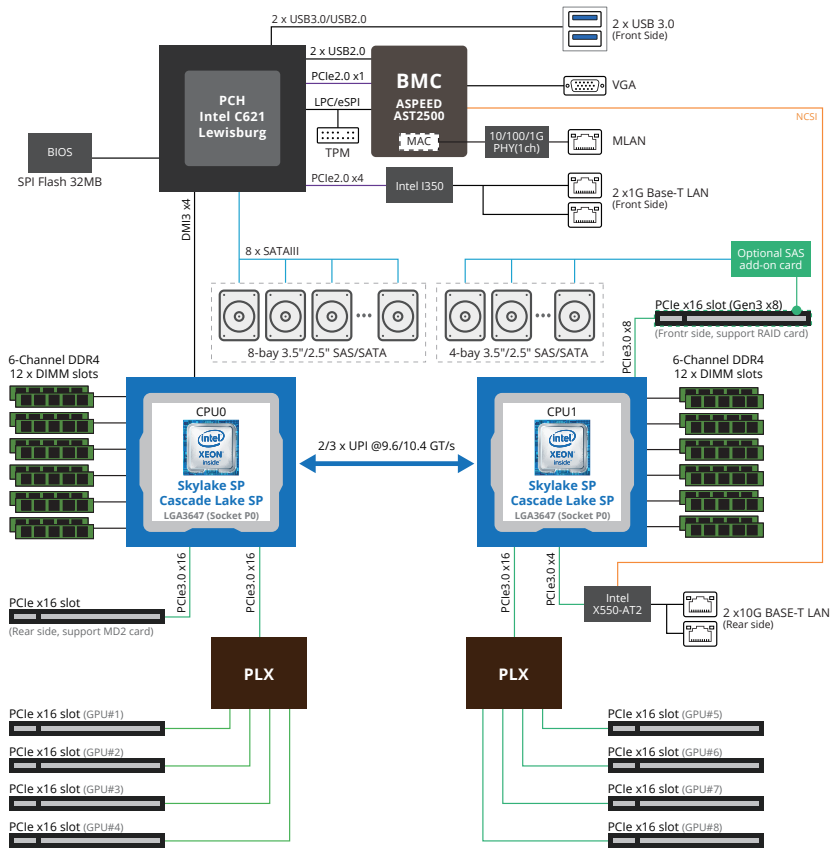 2 x USB3.0/USB2.0
2 x USB 3.0
(Front Side)
2 x USB2.0
PCIe2.0 x1
LPC/eSPI
PCH
Intel C621
Lewisburg
BMC
ASPEED
AST2500
MAC
VGA
NCSI
TPM
10/100/1G
PHY(1ch)
MLAN
BIOS
SPI Flash 32MB
PCIe2.0 x4
Intel I350
2 x1G Base-T LAN
(Front Side)
DMI3 x4
8 x SATAIII
Optional SAS
add-on card
8-bay 3.5"/2.5" SAS/SATA
4-bay 3.5"/2.5" SAS/SATA
PCIe3.0 x8
PCIe x16 slot (Gen3 x8)
(Frontr side, support RAID card)
6-Channel DDR4
12 x DIMM slots
6-Channel DDR4
12 x DIMM slots
CPU0
intel
XEON
inside
Skylake SP
Cascade Lake SP
LGA3647 (Socket P0)
2/3 x UPI @9.6/10.4 GT/s
CPU1
intel
XEON
inside
Skylake SP
Cascade Lake SP
LGA3647 (Socket P0)
PCIe3.0 x16
PCIe3.0 x16
PCIe3.0 x16
PCIe3.0 x4
PCIe x16 slot
(Rear side, support MD2 card)
Intel
X550-AT2
2 x10G BASE-T LAN
(Rear side)
PLX
PLX
PCIe x16 slot (GPU#1)
PCIe x16 slot (GPU#2)
PCIe x16 slot (GPU#3)
PCIe x16 slot (GPU#4)
PCIe x16 slot (GPU#5)
PCIe x16 slot (GPU#6)
PCIe x16 slot (GPU#7)
PCIe x16 slot (GPU#8)